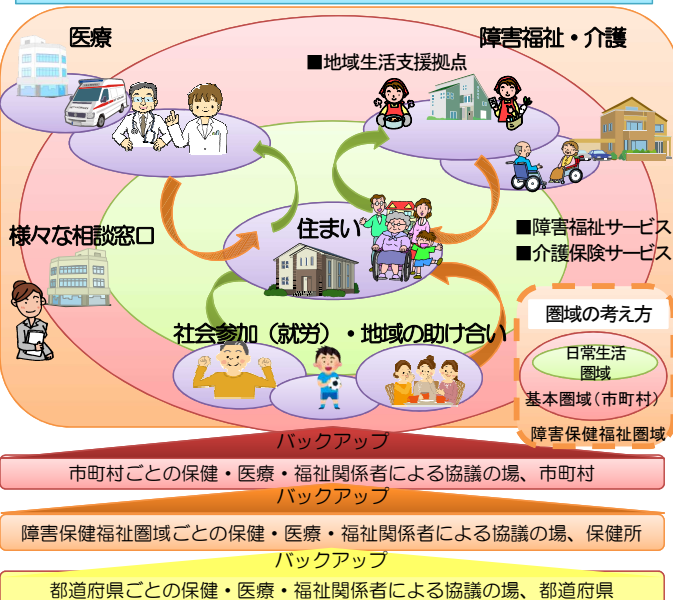 医療
障害福祉・介護
■地域生活支援拠点
住まい
様々な相談窓口
■障害福祉サービス
■介護保険サービス
社会参加（就労）・地域の助け合い
圏域の考え方
日常生活
圏域
基本圏域（市町村）
障害保健福祉圏域
バックアップ
市町村ごとの保健・医療・福祉関係者による協議の場、市町村
バックアップ
障害保健福祉圏域ごとの保健・医療・福祉関係者による協議の場、保健所
バックアップ
都道府県ごとの保健・医療・福祉関係者による協議の場、都道府県